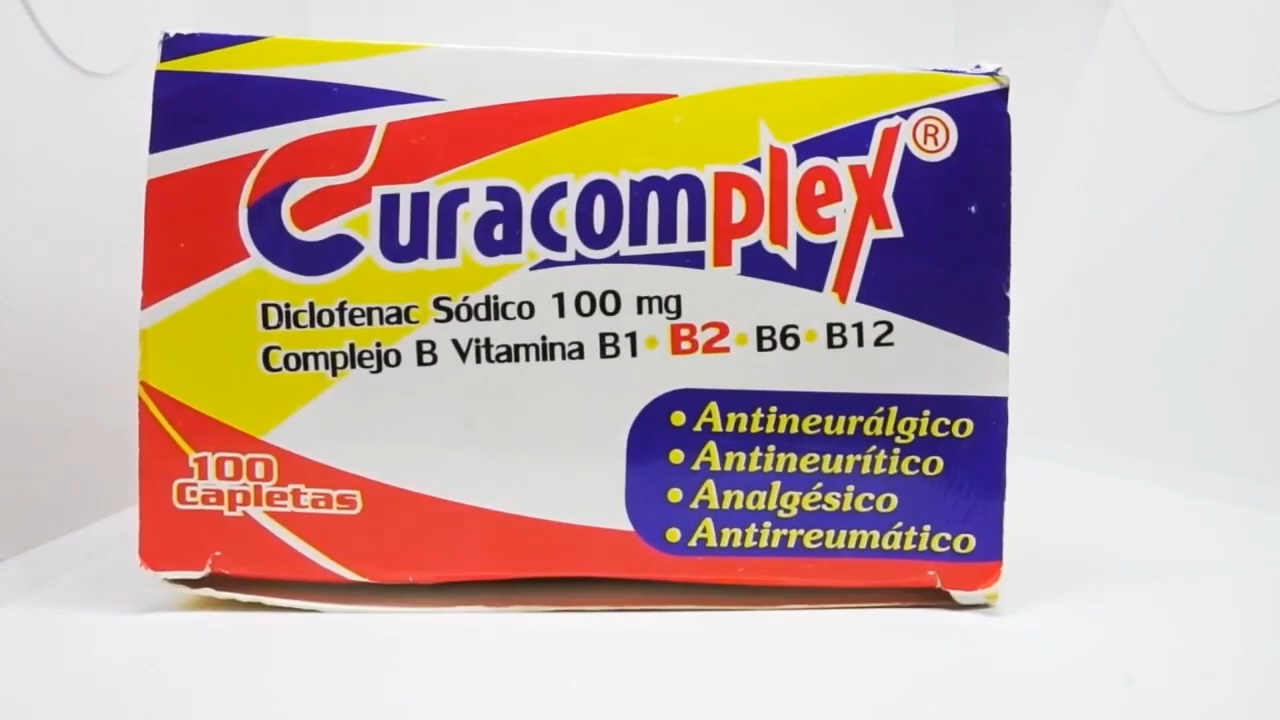 Curacomplex®
Diclofenac Sódico 100 mg
Complejo B Vitamina B1 • B2 • B6 • B12
• Antineurálgico
• Antineurítico
• Analgésico
• Antirreumático
100
Capletas